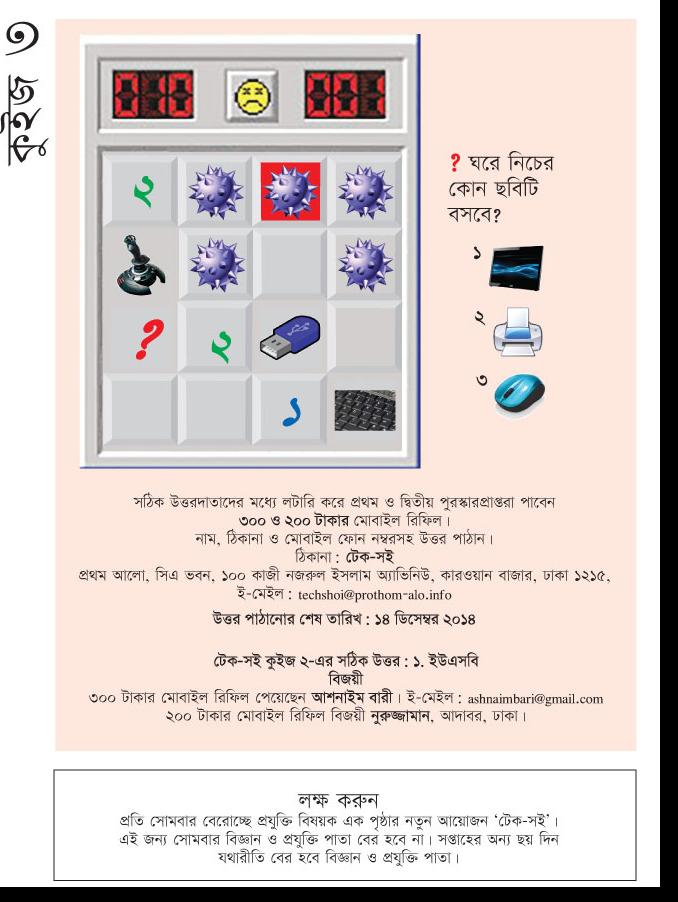 কুইজ ৩
010
? ঘরে নিচের
কোন ছবিটি
বসবে?
২
?
২
১
১
২
৩
সঠিক উত্তরদাতাদের মধ্যে লটারি করে প্রথম ও দ্বিতীয় পুরস্কারপ্রাপ্তরা পাবেন
৩০০ ও ২০০ টাকার মোবাইল রিফিল।
নাম, ঠিকানা ও মোবাইল ফোন নম্বরসহ উত্তর পাঠান।
ঠিকানা : টেক-সই
প্রথম আলো, সিএ ভবন, ১০০ কাজী নজরুল ইসলাম অ্যাভিনিউ, কারওয়ান বাজার, ঢাকা ১২১৫,
ই-মেইল : techshoi@prothom-alo.info
উত্তর পাঠানোর শেষ তারিখ : ১৪ ডিসেম্বর ২০১৪
টেক-সই কুইজ ২-এর সঠিক উত্তর : ১. ইউএসবি
বিজয়ী
৩০০ টাকার মোবাইল রিফিল পেয়েছেন আশনাইম বারী। ই-মেইল : ashnaimbari@gmail.com
২০০ টাকার মোবাইল রিফিল বিজয়ী নুরুজ্জামান, আদাবর, ঢাকা।
লক্ষ করুন
প্রতি সোমবার বেরোচ্ছে প্রযুক্তি বিষয়ক এক পৃষ্ঠার নতুন আয়োজন ‘টেক-সই’।
এই জন্য সোমবার বিজ্ঞান ও প্রযুক্তি পাতা বের হবে না। সপ্তাহের অন্য ছয় দিন
যথারীতি বের হবে বিজ্ঞান ও প্রযুক্তি পাতা।